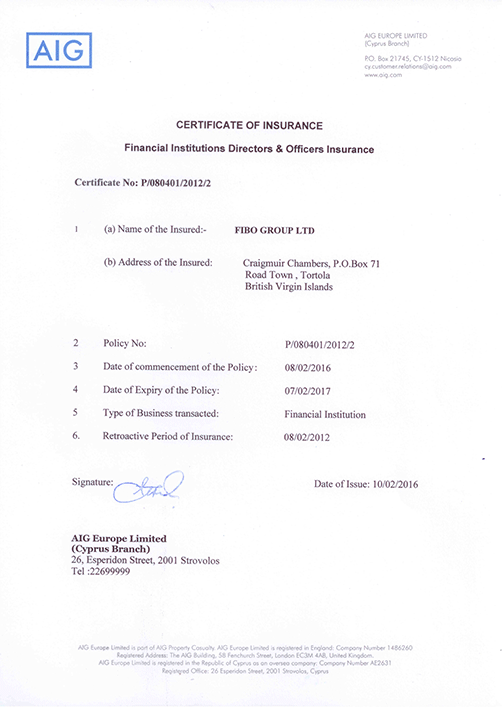 AIG
AIG EUROPE LIMITED
(Cyprus Branch)
P.O. Box 21745, CY-1512 Nicosia
cy.customer.relations@aig.com
www.aig.com
CERTIFICATE OF INSURANCE
Financial Institutions Directors & Officers Insurance
Certificate No: P/080401/2012/2
1 (a) Name of the Insured:- FIBO GROUP LTD
(b) Address of the Insured: Craigmuir Chambers, P.O.Box 71
Road Town , Tortola
British Virgin Islands
2 Policy No: P/080401/2012/2
3 Date of commencement of the Policy: 08/02/2016
4 Date of Expiry of the Policy: 07/02/2017
5 Type of Business transacted: Financial Institution
6. Retroactive Period of Insurance: 08/02/2012
Signature: Date of Issue: 10/02/2016
AIG Europe Limited
(Cyprus Branch)
26, Esperidon Street, 2001 Strovolos
Tel :22699999
AIG Europe Limited is part of AIG Property Casualty. AIG Europe Limited is registered in England: Company Number 1486260
Registered Address: The AIG Building, 58 Fenchurch Street, London EC3M 4AB, United Kingdom.
AIG Europe Limited is registered in the Republic of Cyprus as an oversea company: Company Number AE2631
Registered Office: 26 Esperidon Street, 2001 Strovolos, Cyprus